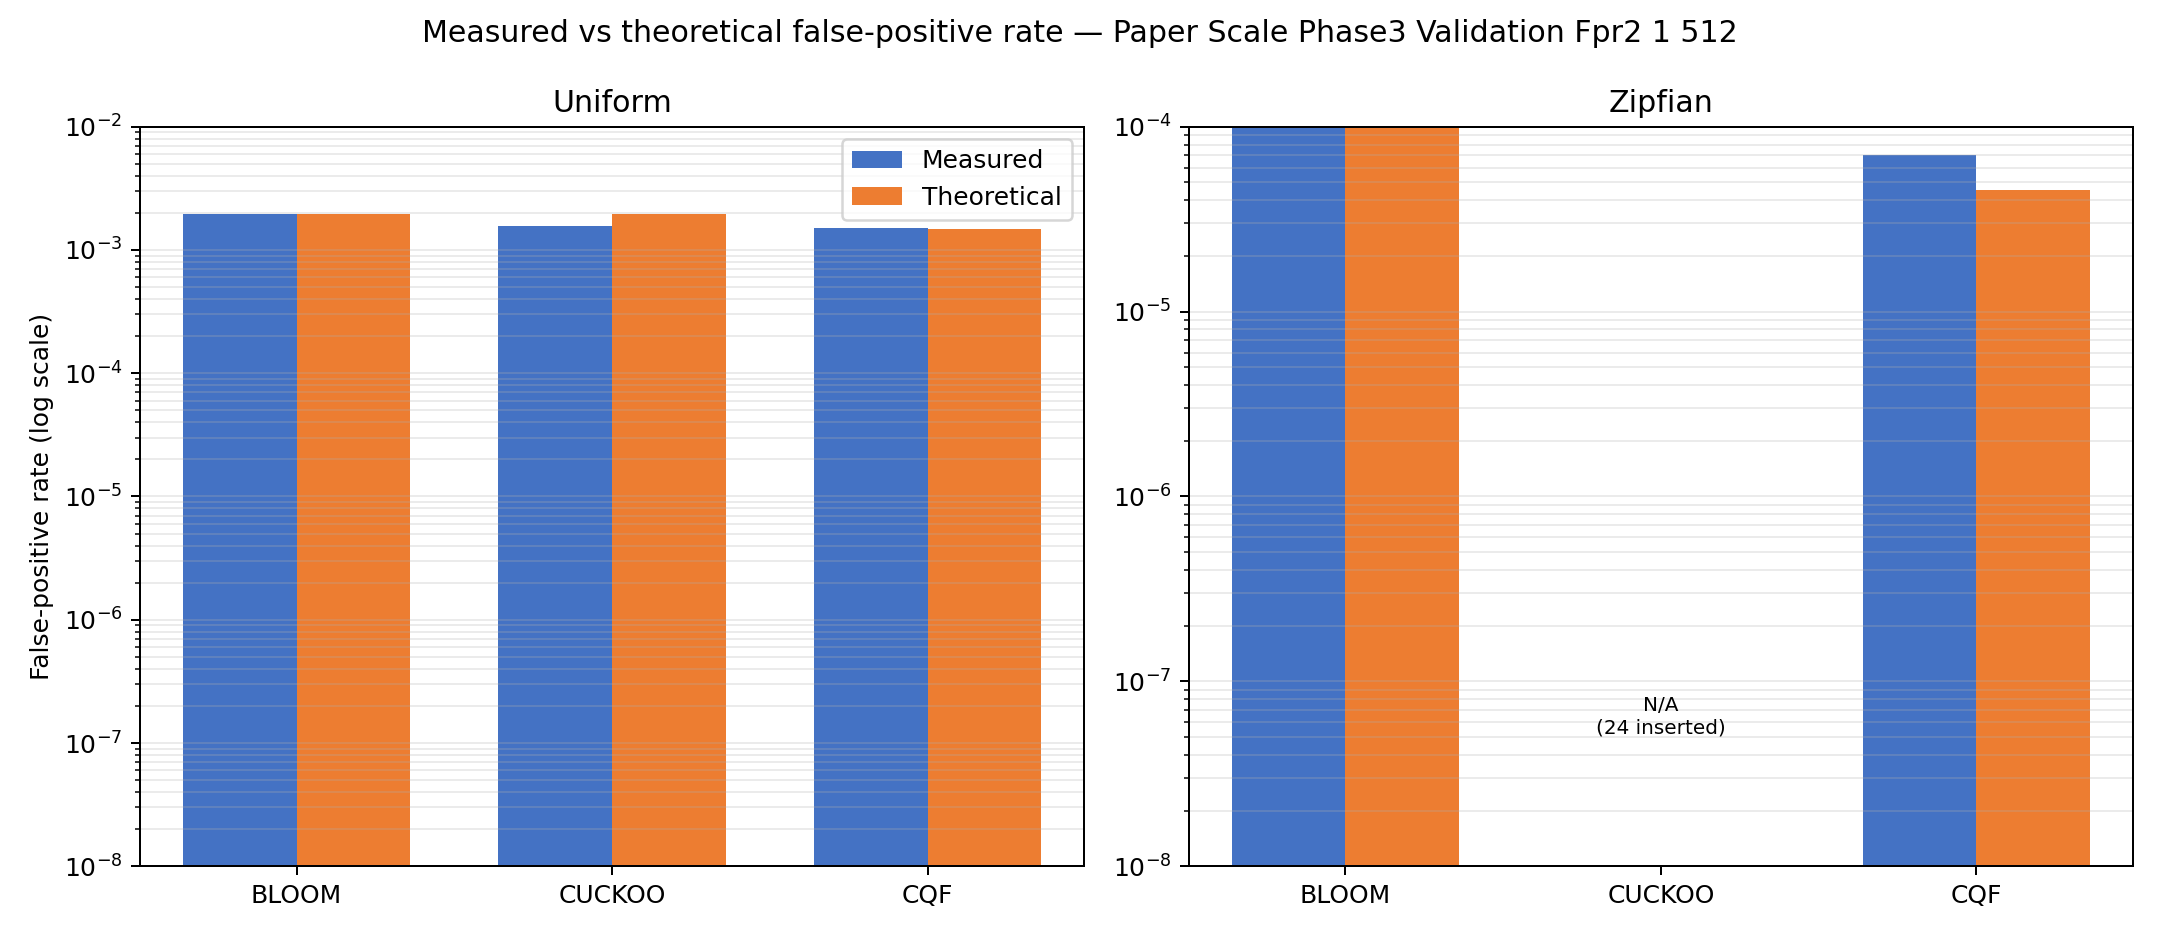 Measured vs theoretical false-positive rate — Paper Scale Phase3 Validation Fpr2 1 512
Uniform
Measured
Theoretical
False-positive rate (log scale)
10⁻²
10⁻³
10⁻⁴
10⁻⁵
10⁻⁶
10⁻⁷
10⁻⁸
BLOOM
CUCKOO
CQF
Zipfian
10⁻⁴
10⁻⁵
10⁻⁶
10⁻⁷
10⁻⁸
N/A
(24 inserted)
BLOOM
CUCKOO
CQF